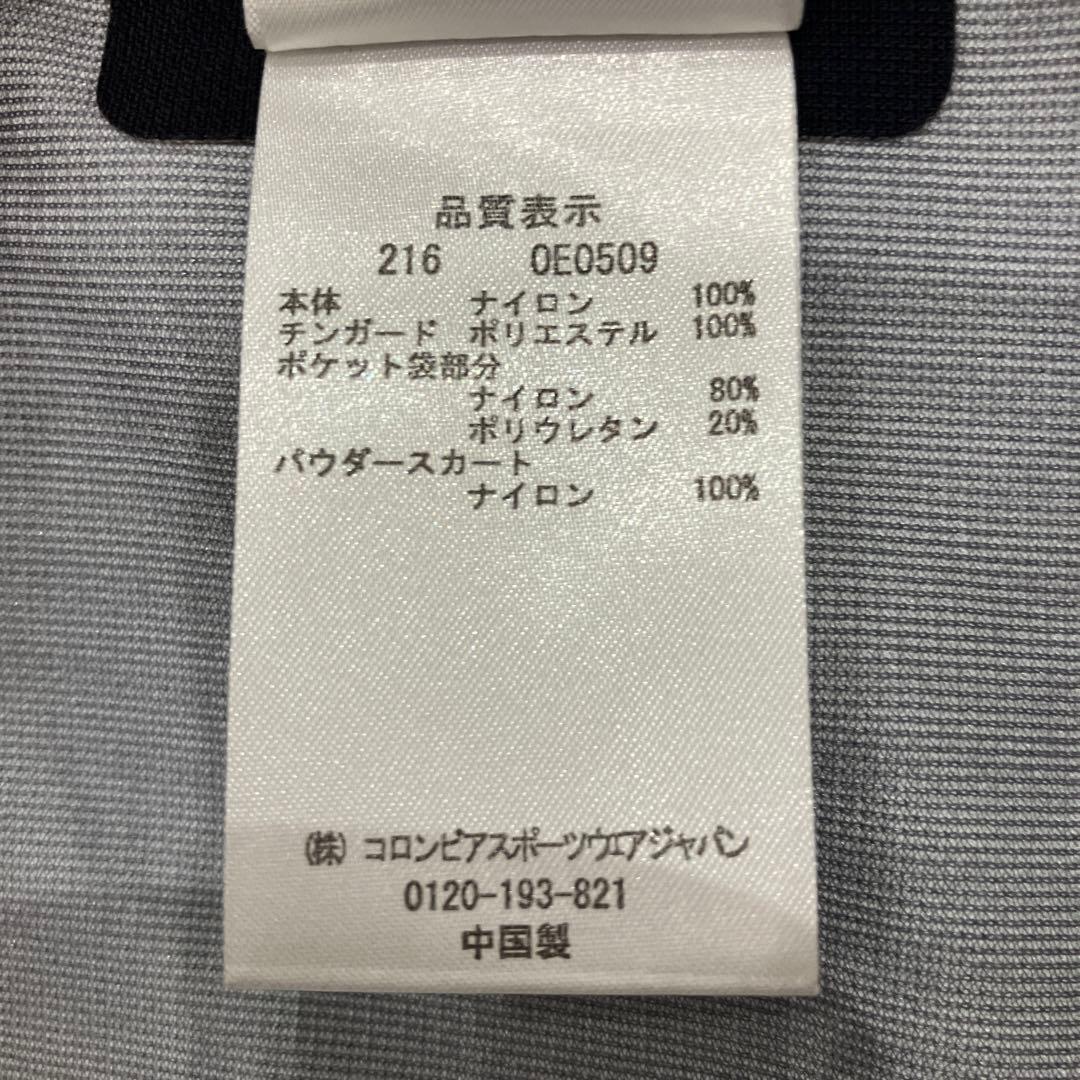 品質表示
216 0E0509
本体 ナイロン 100%
チンガード ポリエステル 100%
ポケット袋部分
ナイロン 80%
ポリウレタン 20%
パウダースカート
ナイロン 100%
(株) コロンビアスポーツウエアジャパン
0120-193-821
中国製